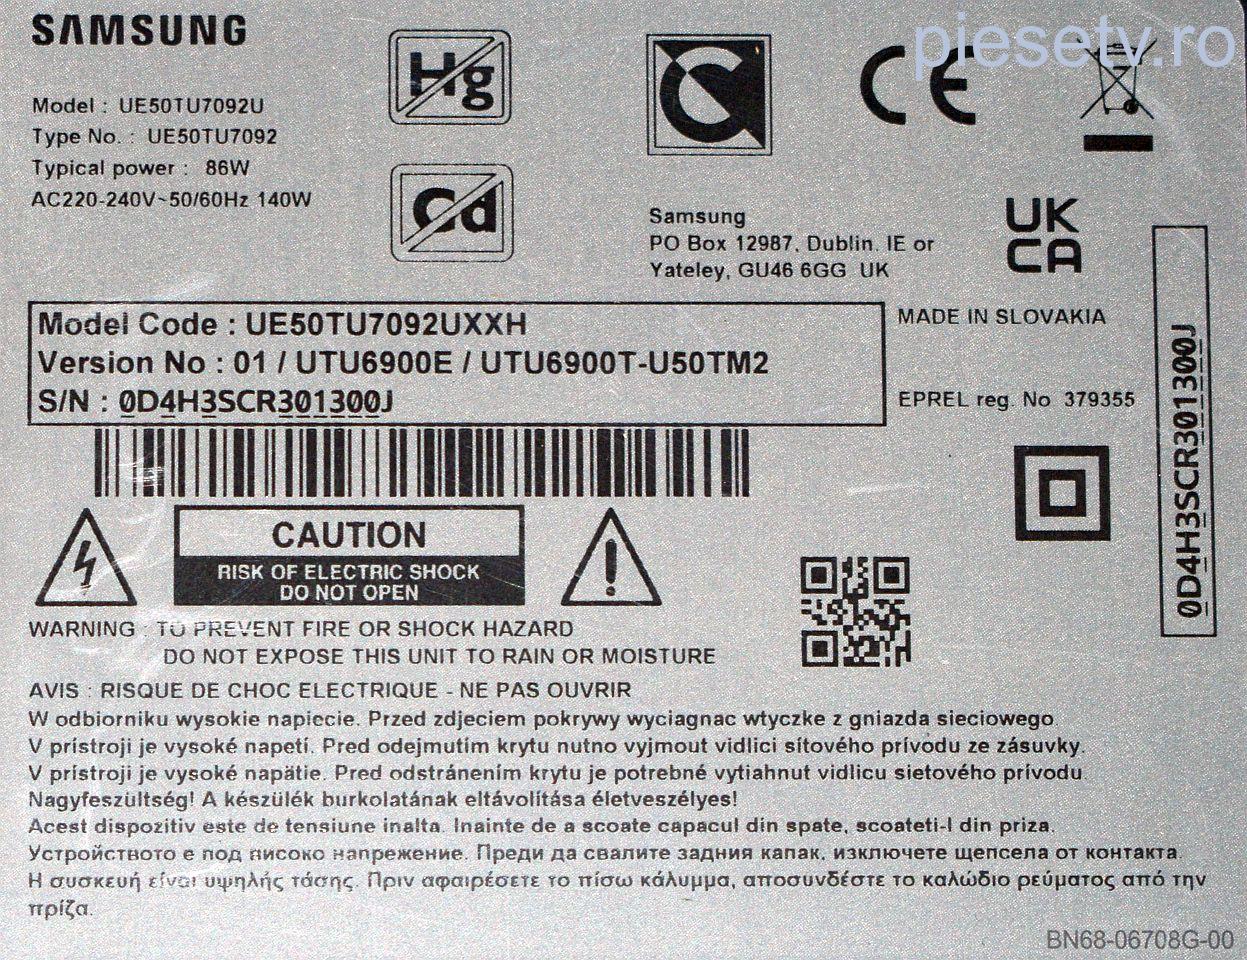 SAMSUNG
piesetv.ro
Model : UE50TU7092U
Type No. : UE50TU7092
Typical power : 86W
AC220-240V~50/60Hz 140W
Hg
Cd
C
CE
Samsung
PO Box 12987, Dublin. IE or
Yateley, GU46 6GG UK
UK
CA
Model Code : UE50TU7092UXXH
Version No : 01 / UTU6900E / UTU6900T-U50TM2
S/N : 0D4H3SCR301300J
MADE IN SLOVAKIA
EPREL reg. No 379355
0D4H3SCR301300J
CAUTION
RISK OF ELECTRIC SHOCK
DO NOT OPEN
WARNING : TO PREVENT FIRE OR SHOCK HAZARD
DO NOT EXPOSE THIS UNIT TO RAIN OR MOISTURE
AVIS : RISQUE DE CHOC ELECTRIQUE - NE PAS OUVRIR
W odbiorniku wysokie napiecie. Przed zdjeciem pokrywy wyciagnac wtyczke z gniazda sieciowego.
V prístroji je vysoké napetí. Pred odejmutím krytu nutno vyjmout vidlici sítového prívodu ze zásuvky.
V prístroji je vysoké napätie. Pred odstránením krytu je potrebné vytiahnut vidlicu sietového prívodu
Nagyfeszültség! A készülék burkolatának eltávolítása életveszélyes!
Acest dispozitiv este de tensiune inalta. Inainte de a scoate capacul din spate, scoateti-l din priza.
Устройството е под високо напрежение. Преди да свалите задния капак, изключете щепсела от контакта.
Η συσκευή είναι υψηλής τάσης. Πριν αφαιρέσετε το πίσω κάλυμμα, αποσυνδέστε το καλώδιο ρεύματος από την
πρίζα.
BN68-06708G-00